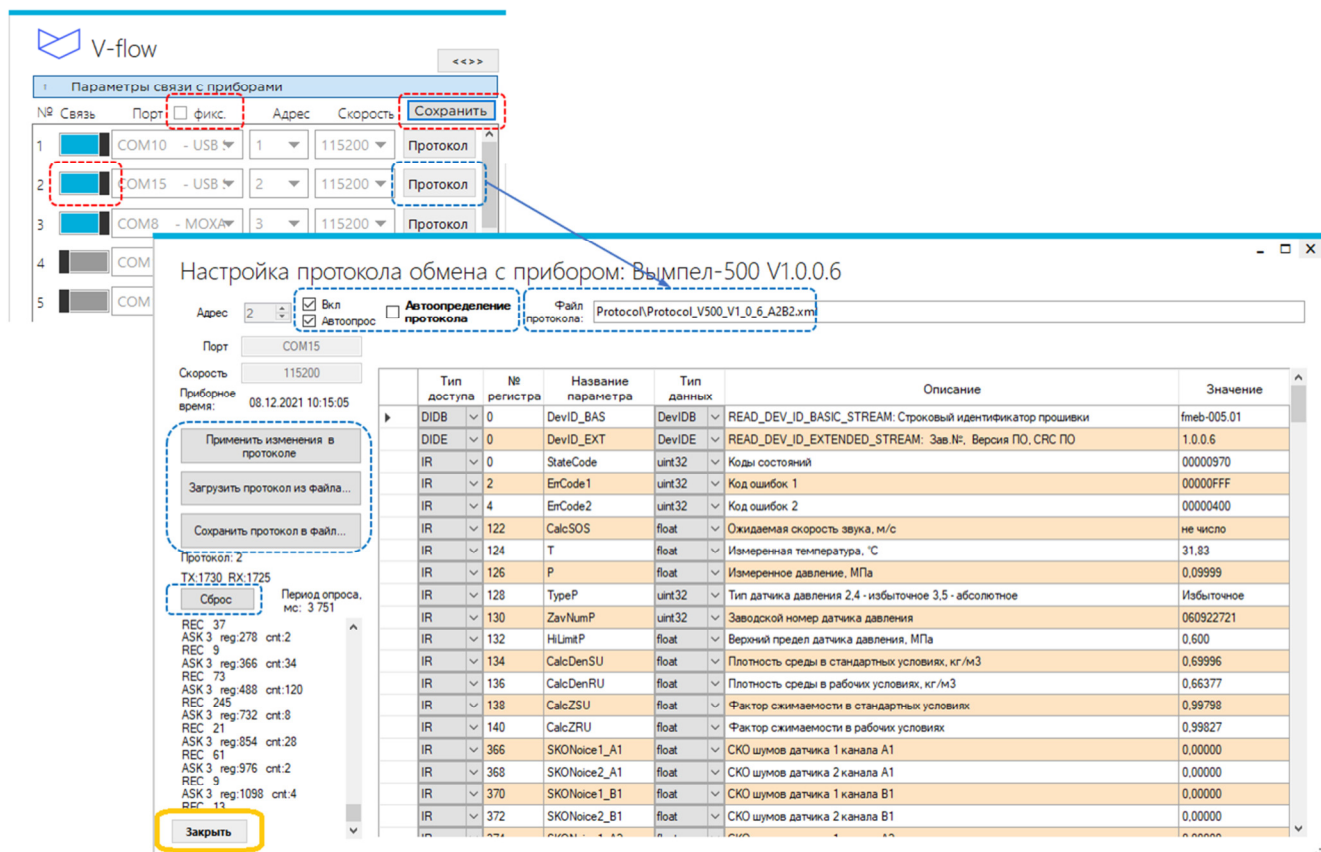 V-flow
<<>>
1 Параметры связи с приборами
№ Связь Порт фикс. Адрес Скорость Сохранить
1 COM10 - USB 1 115200 Протокол
2 COM15 - USB 2 115200 Протокол
3 COM8 - MOXA 3 115200 Протокол
4 COM
5 COM
Настройка протокола обмена с прибором: Вымпел-500 V1.0.0.6
Адрес 2 Вкл Автоопрос Автоопределение протокола Файл протокола: Protocol\Protocol_V500_V1_0_6_A2B2.xm
Порт COM15
Скорость 115200
Приборное время: 08.12.2021 10:15:05
Применить изменения в протоколе
Загрузить протокол из файла...
Сохранить протокол в файл...
Протокол: 2
TX:1730 RX:1725
Сброс Период опроса, мс: 3 751
REC 37
ASK 3 reg:278 cnt:2
REC 9
ASK 3 reg:366 cnt:34
REC 73
ASK 3 reg:488 cnt:120
REC 245
ASK 3 reg:732 cnt:8
REC 21
ASK 3 reg:854 cnt:28
REC 61
ASK 3 reg:976 cnt:2
REC 9
ASK 3 reg:1098 cnt:4
REC 13
Закрыть
Тип доступа № регистра Название параметра Тип данных Описание Значение
DIDB 0 DevID_BAS DevIDB READ_DEV_ID_BASIC_STREAM: Строковый идентификатор прошивки fmeb-005.01
DIDE 0 DevID_EXT DevIDE READ_DEV_ID_EXTENDED_STREAM: Зав.№, Версия ПО, CRC ПО 1.0.0.6
IR 0 StateCode uint32 Коды состояний 00000970
IR 2 ErrCode1 uint32 Код ошибок 1 00000FFF
IR 4 ErrCode2 uint32 Код ошибок 2 00000400
IR 122 CalcSOS float Ожидаемая скорость звука, м/с не число
IR 124 T float Измеренная температура, °C 31,83
IR 126 P float Измеренное давление, МПа 0,09999
IR 128 TypeP uint32 Тип датчика давления 2,4 - избыточное 3,5 - абсолютное Избыточное
IR 130 ZavNumP uint32 Заводской номер датчика давления 060922721
IR 132 HiLimitP float Верхний предел датчика давления, МПа 0,600
IR 134 CalcDenSU float Плотность среды в стандартных условиях, кг/м3 0,69996
IR 136 CalcDenRU float Плотность среды в рабочих условиях, кг/м3 0,66377
IR 138 CalcZSU float Фактор сжимаемости в стандартных условиях 0,99798
IR 140 CalcZRU float Фактор сжимаемости в рабочих условиях 0,99827
IR 366 SKONoice1_A1 float СКО шумов датчика 1 канала A1 0,00000
IR 368 SKONoice2_A1 float СКО шумов датчика 2 канала A1 0,00000
IR 370 SKONoice1_B1 float СКО шумов датчика 1 канала B1 0,00000
IR 372 SKONoice2_B1 float СКО шумов датчика 2 канала B1 0,00000